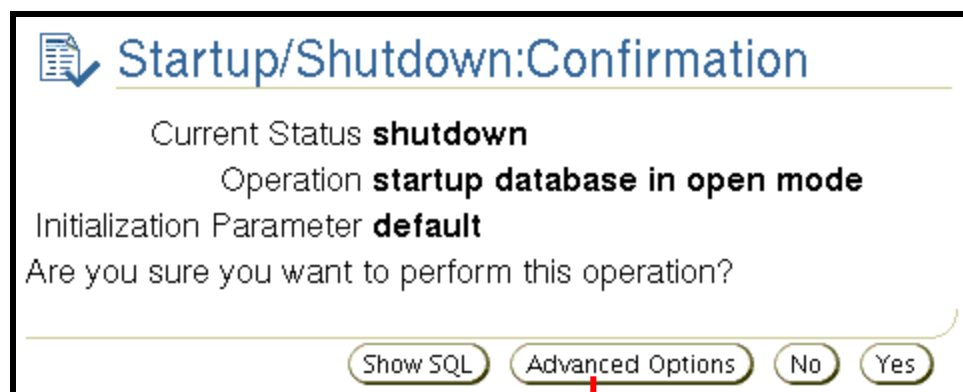 Startup/Shutdown:Confirmation
Current Status shutdown
Operation startup database in open mode
Initialization Parameter default
Are you sure you want to perform this operation?
Show SQL Advanced Options No Yes